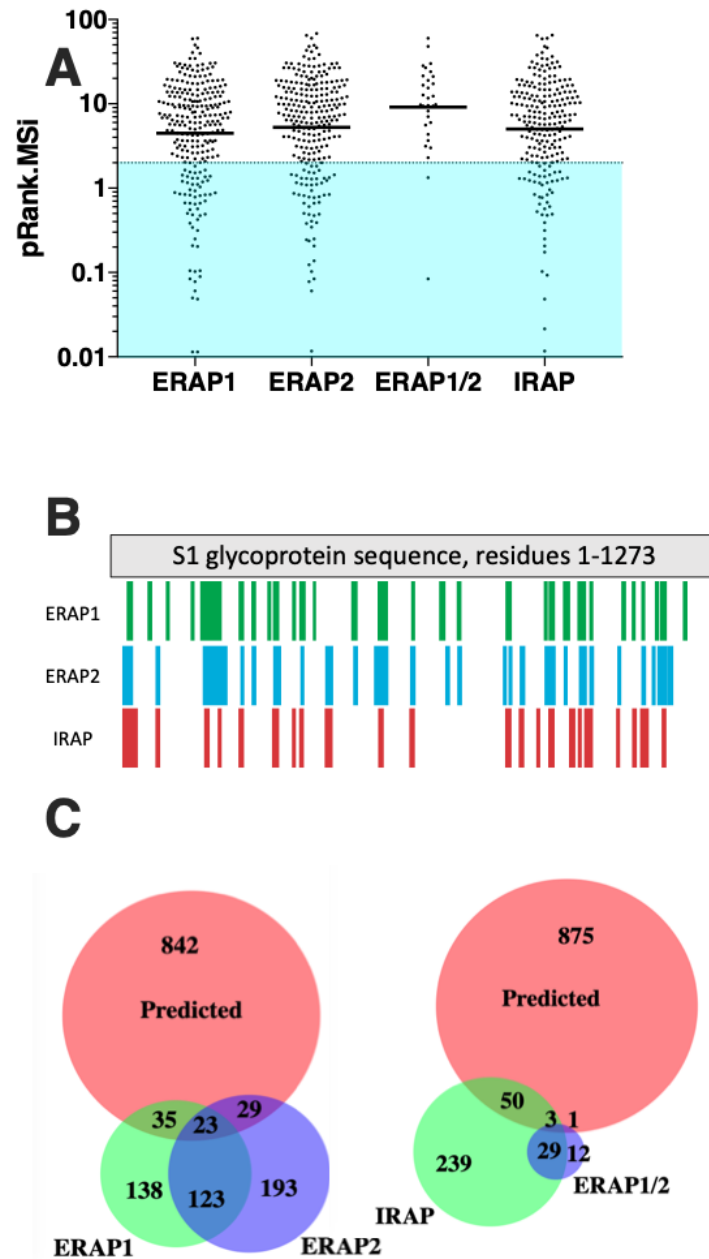 A
pRank.MSi
100
10
1
0.1
0.01
ERAP1 ERAP2 ERAP1/2 IRAP
B
S1 glycoprotein sequence, residues 1-1273
ERAP1
ERAP2
IRAP
C
842
Predicted
35 23 29
138 123 193
ERAP1 ERAP2
875
Predicted
50 3 1
239 29 12
ERAP1/2
IRAP